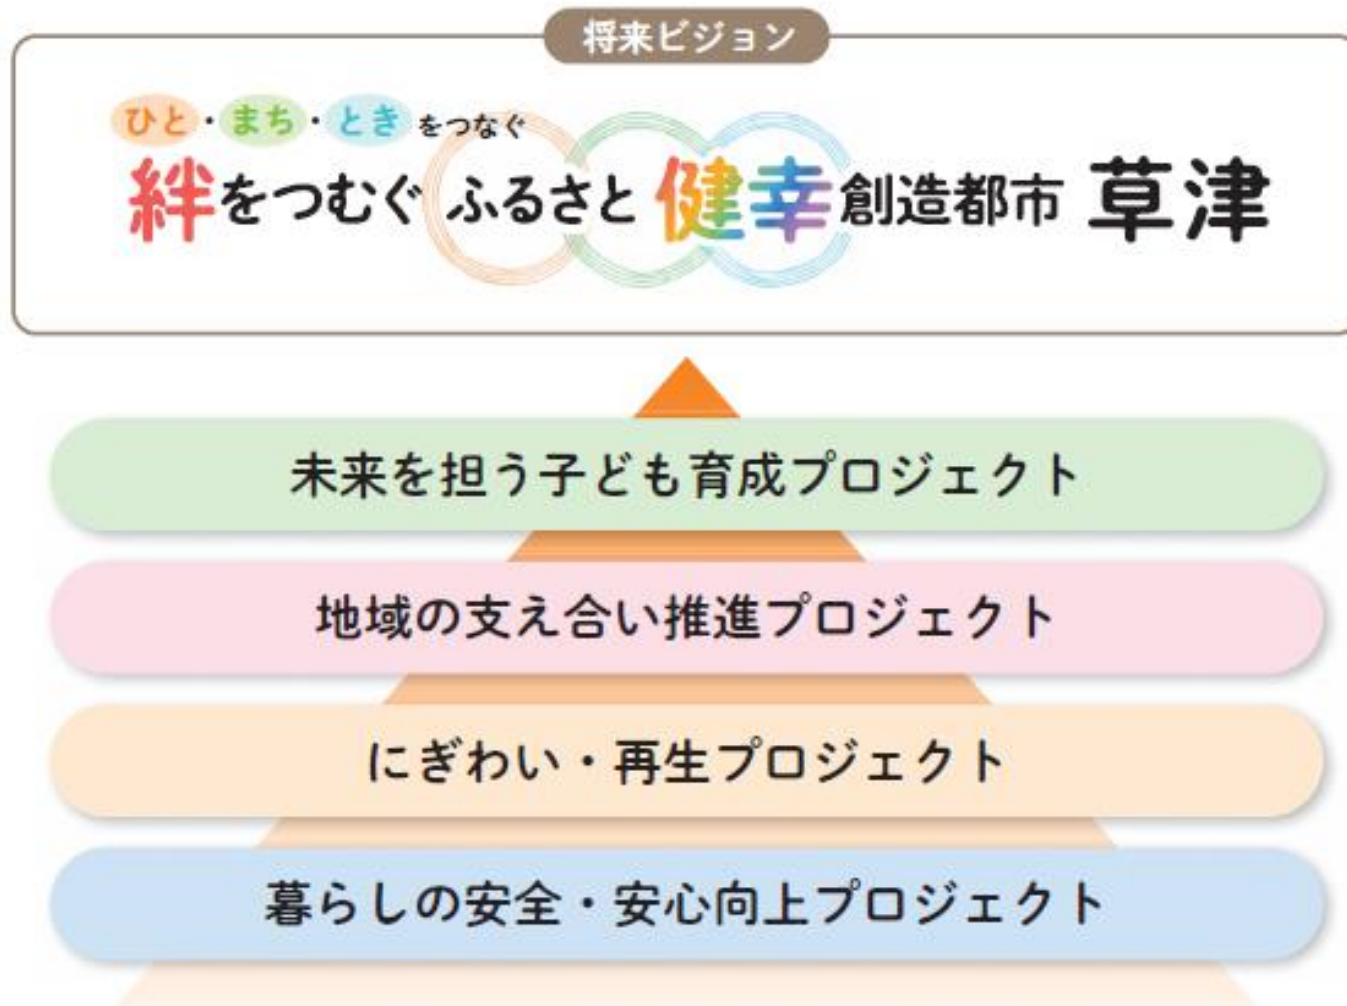 将来ビジョン
ひと・まち・ときをつなぐ
絆をつむぐ ふるさと 健幸創造都市 草津
未来を担う子ども育成プロジェクト
地域の支え合い推進プロジェクト
にぎわい・再生プロジェクト
暮らしの安全・安心向上プロジェクト